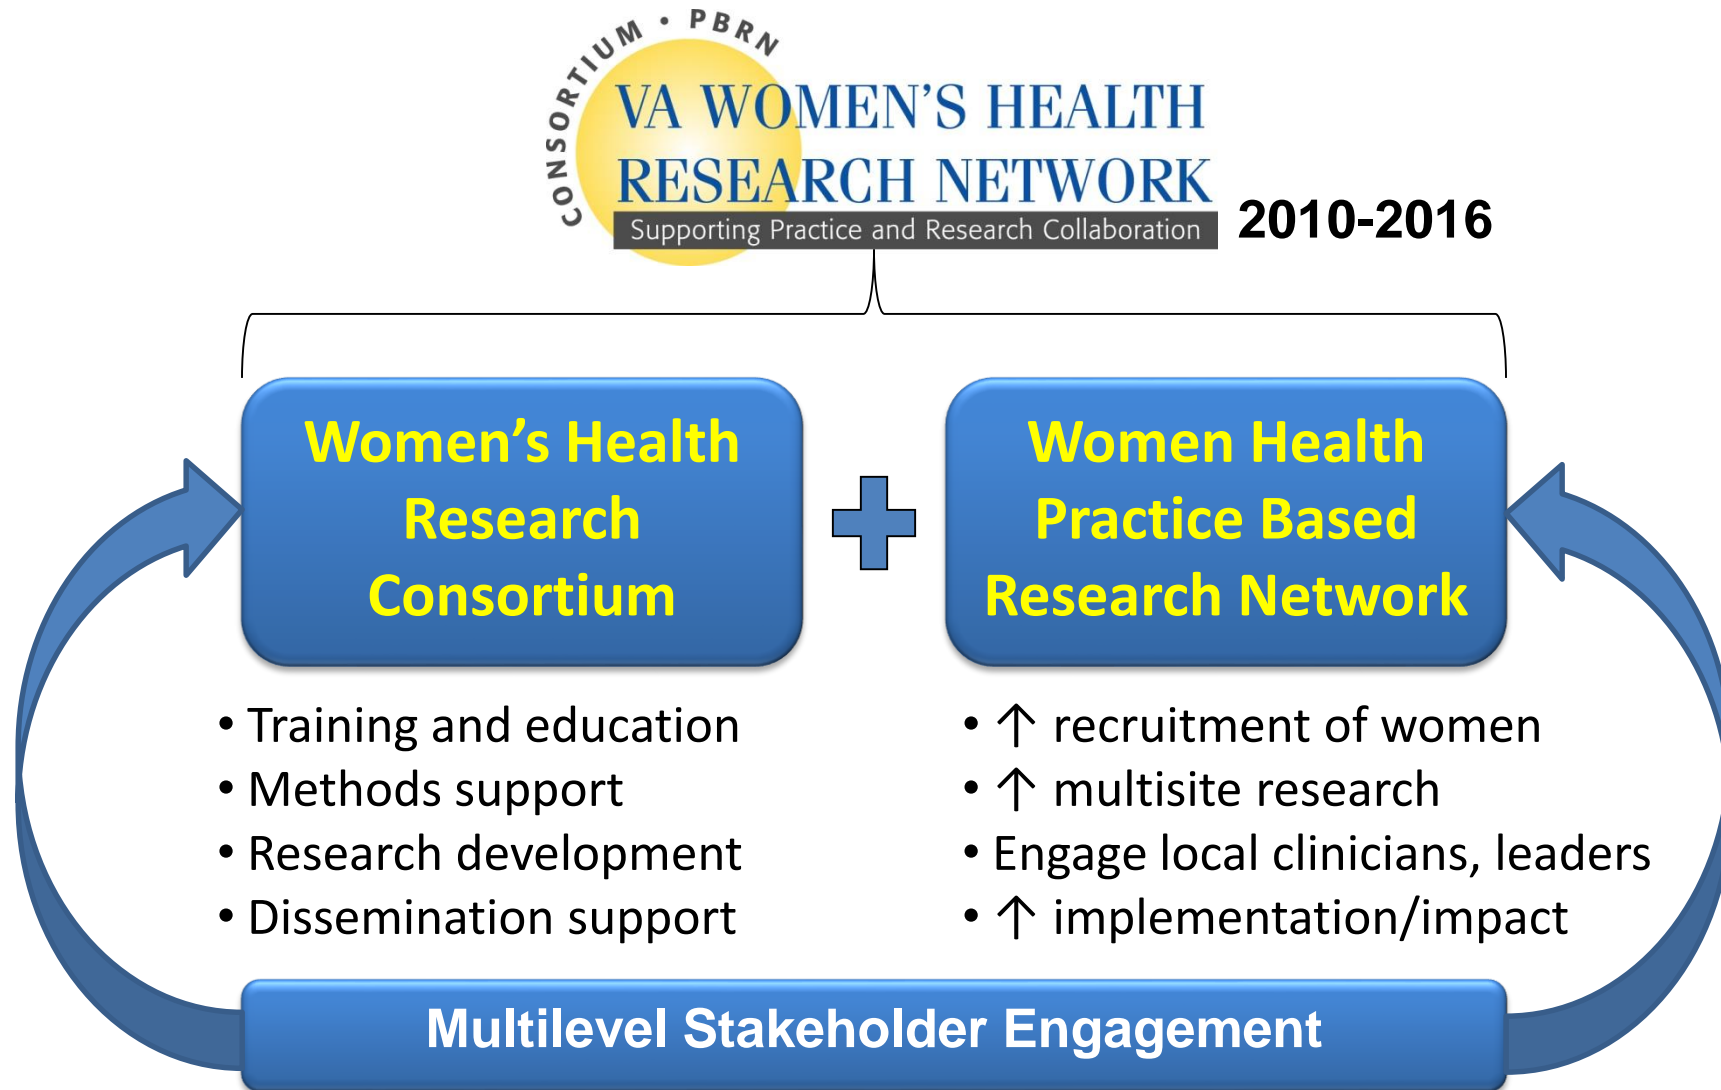 CONSORTIUM • PBRN
VA WOMEN'S HEALTH
RESEARCH NETWORK
Supporting Practice and Research Collaboration
2010-2016
Women's Health
Research
Consortium
Women Health
Practice Based
Research Network
• Training and education
• Methods support
• Research development
• Dissemination support
• ↑ recruitment of women
• ↑ multisite research
• Engage local clinicians, leaders
• ↑ implementation/impact
Multilevel Stakeholder Engagement